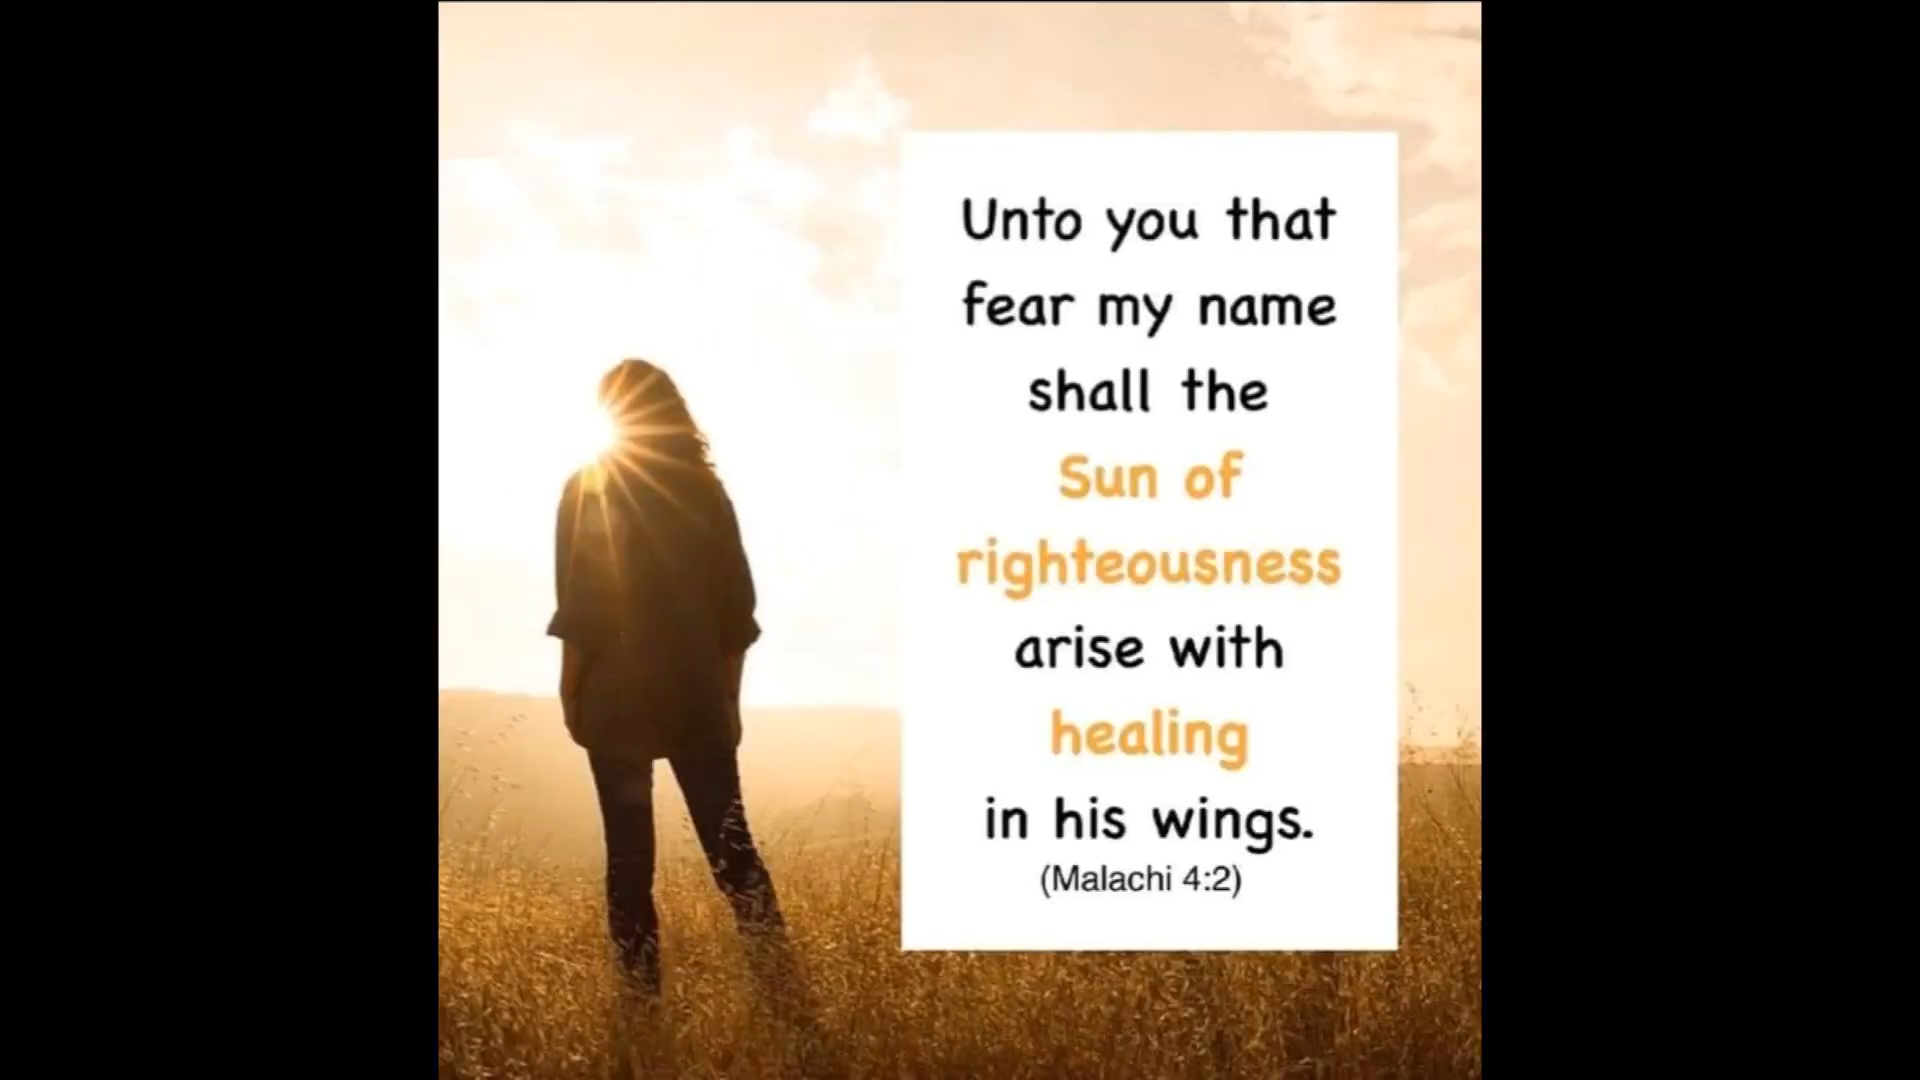 Unto you that
fear my name
shall the
Sun of
righteousness
arise with
healing
in his wings.
(Malachi 4:2)